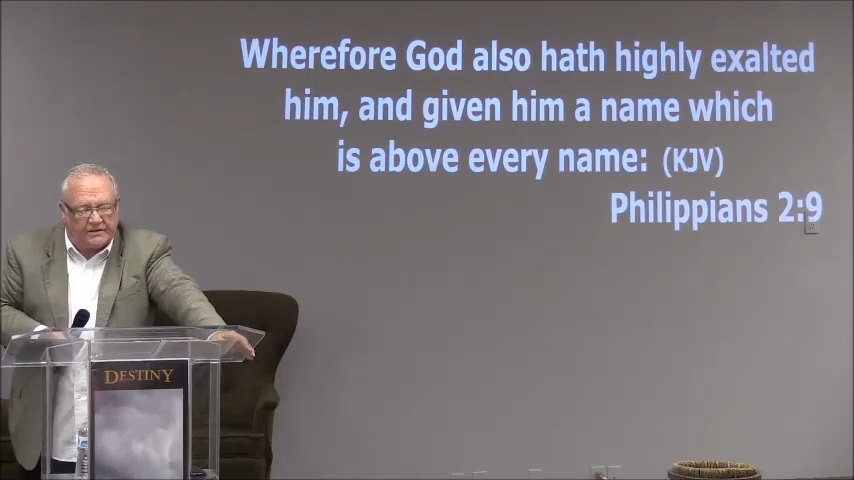 Wherefore God also hath highly exalted
him, and given him a name which
is above every name: (KJV)
Philippians 2:9
DESTINY